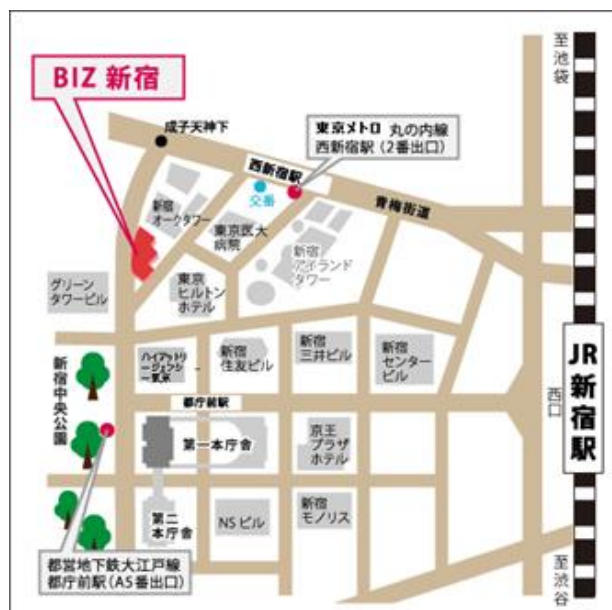 至池袋
BIZ 新宿
成子天神下
東京メトロ 丸の内線
西新宿駅（2番出口）
西新宿駅
交番
青梅街道
新宿
オークタワー
東京医大
病院
新宿
アイランド
タワー
グリーン
タワービル
東京
ヒルトン
ホテル
JR新宿駅
西口
新宿中央公園
ハイアットリ
ージェンシ
ー東京
新宿
住友ビル
新宿
三井ビル
新宿
センター
ビル
都庁前駅
第一本庁舎
京王
プラザ
ホテル
第二
本庁舎
NSビル
新宿
モノリス
都営地下鉄大江戸線
都庁前駅（A5番出口）
至渋谷